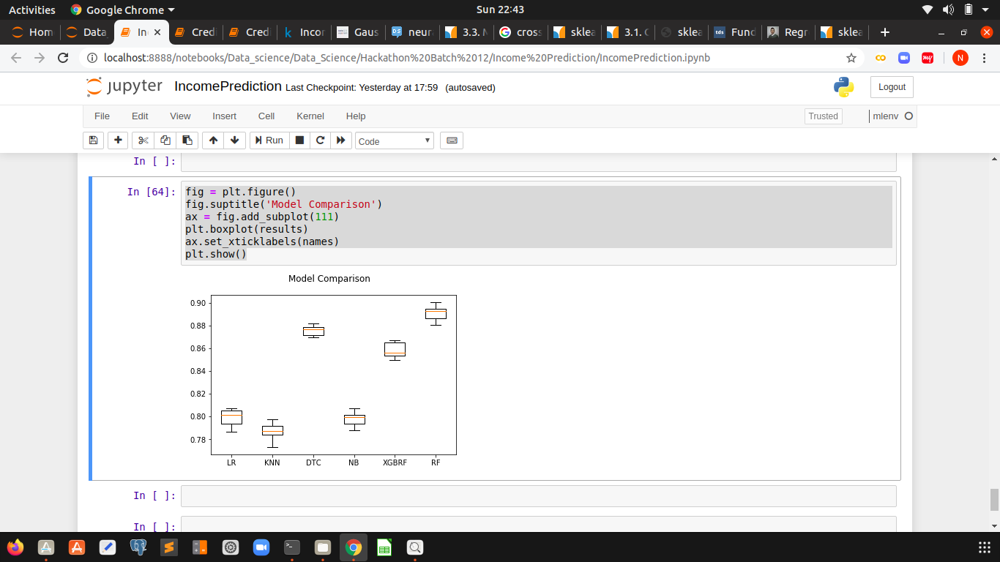 Activities Google Chrome Sun 22:43
Hom Data In Credi Credi Incor Gaus neur 3.3. M cross sklea 3.1. C sklea Fund Regr sklea
localhost:8888/notebooks/Data_science/Data_Science/Hackathon%20Batch%2012/Income%20Prediction/IncomePrediction.ipynb
N
jupyter IncomePrediction Last Checkpoint: Yesterday at 17:59 (autosaved) Logout
File Edit View Insert Cell Kernel Help Trusted mlenv
Run Code
In [ ]:
In [64]: fig = plt.figure()
fig.suptitle('Model Comparison')
ax = fig.add_subplot(111)
plt.boxplot(results)
ax.set_xticklabels(names)
plt.show()
Model Comparison
0.90
0.88
0.86
0.84
0.82
0.80
0.78
LR KNN DTC NB XGBRF RF
In [ ]:
In [ ]: